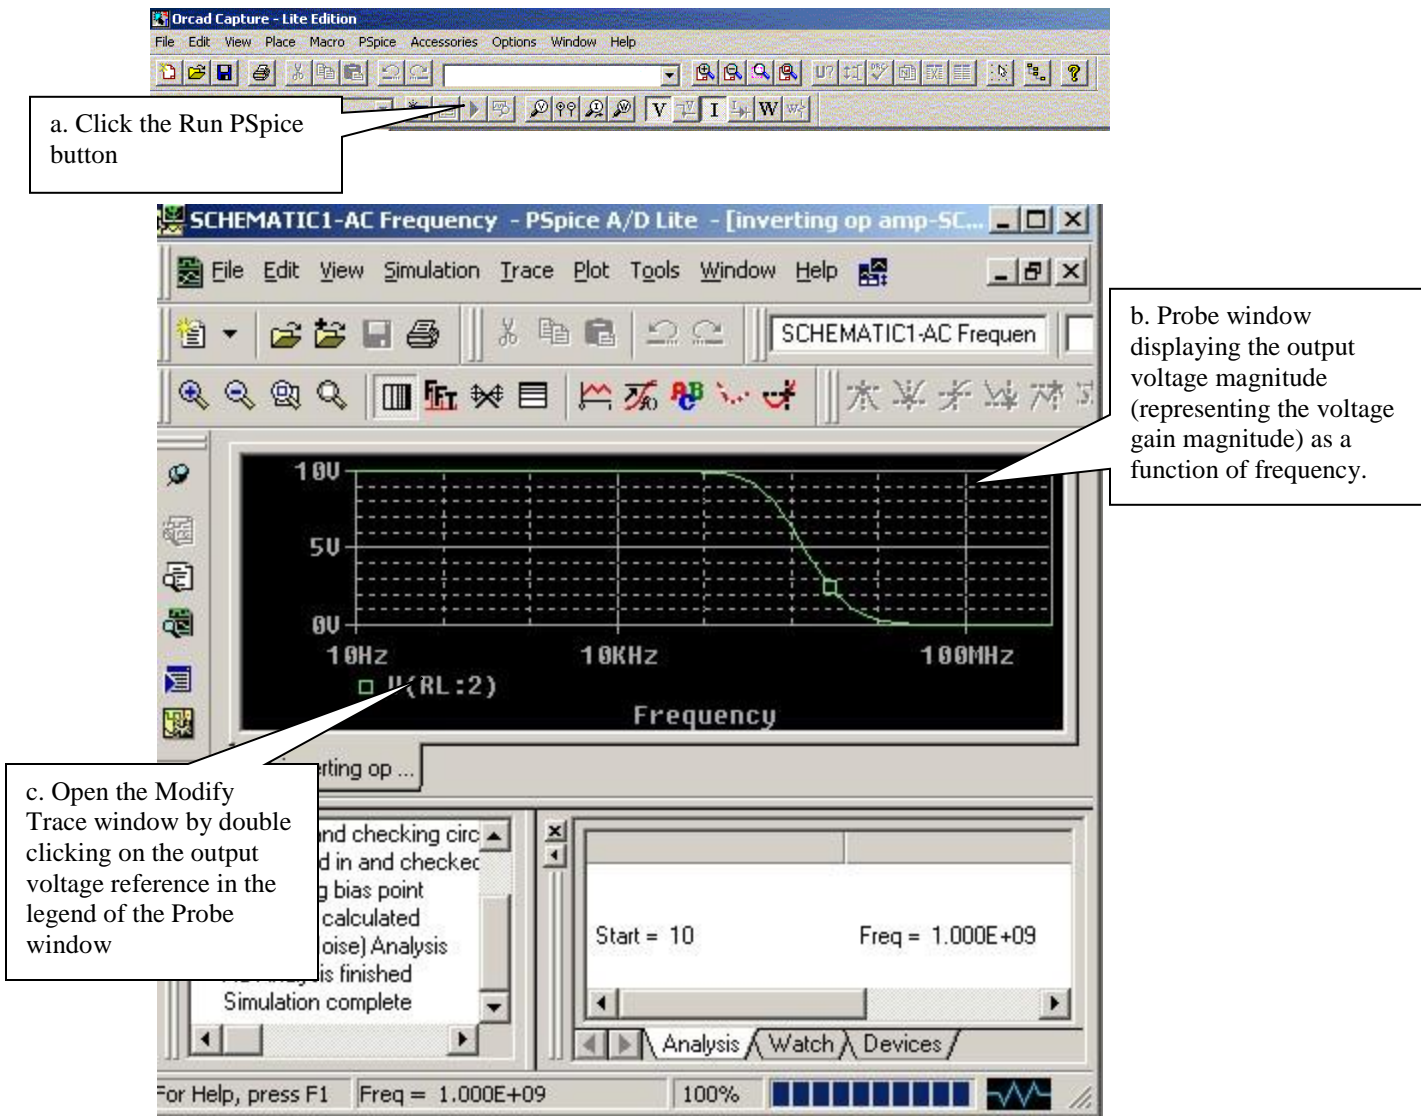 Orcad Capture - Lite Edition
File Edit View Place Macro PSpice Accessories Options Window Help
U?
V I W
a. Click the Run PSpice
button
SCHEMATIC1-AC Frequency - PSpice A/D Lite - [inverting op amp-SC...
File Edit View Simulation Trace Plot Tools Window Help
SCHEMATIC1-AC Frequen
FFT
ABC
b. Probe window
displaying the output
voltage magnitude
(representing the voltage
gain magnitude) as a
function of frequency.
10V
5V
0V
10Hz 10KHz 100MHz
V(RL:2)
Frequency
erting op ...
c. Open the Modify
Trace window by double
clicking on the output
voltage reference in the
legend of the Probe
window
and checking circ
d in and checked
g bias point
calculated
oise) Analysis
is finished
Simulation complete
Start = 10 Freq = 1.000E+09
Analysis Watch Devices
For Help, press F1 Freq = 1.000E+09 100%